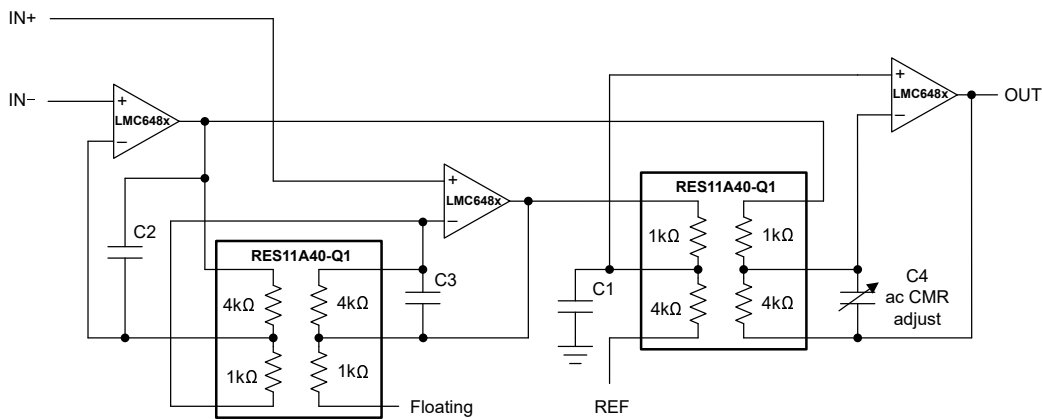 IN+
IN−
+
LMC648x
−
+
LMC648x
−
+
LMC648x
−
OUT
C2
RES11A40-Q1
4kΩ
4kΩ
1kΩ
1kΩ
C3
Floating
RES11A40-Q1
1kΩ
1kΩ
4kΩ
4kΩ
C1
REF
C4
ac CMR
adjust